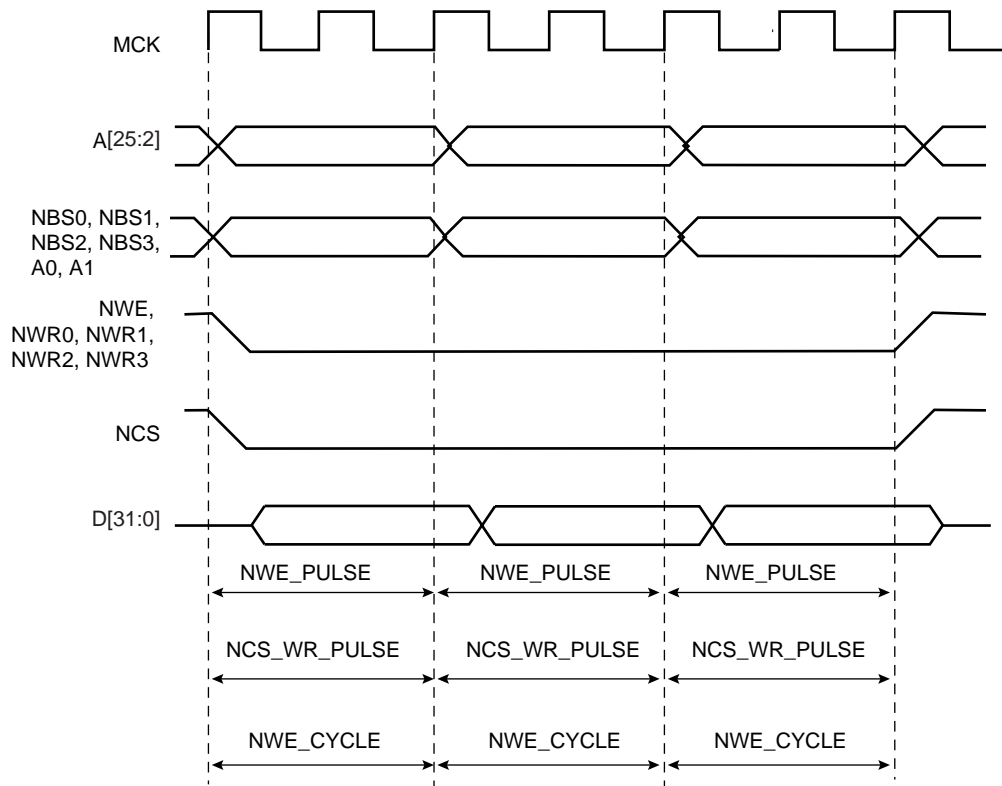 MCK
A[25:2]
NBS0, NBS1,
NBS2, NBS3,
A0, A1
NWE,
NWR0, NWR1,
NWR2, NWR3
NCS
D[31:0]
NWE_PULSE NWE_PULSE NWE_PULSE
NCS_WR_PULSE NCS_WR_PULSE NCS_WR_PULSE
NWE_CYCLE NWE_CYCLE NWE_CYCLE